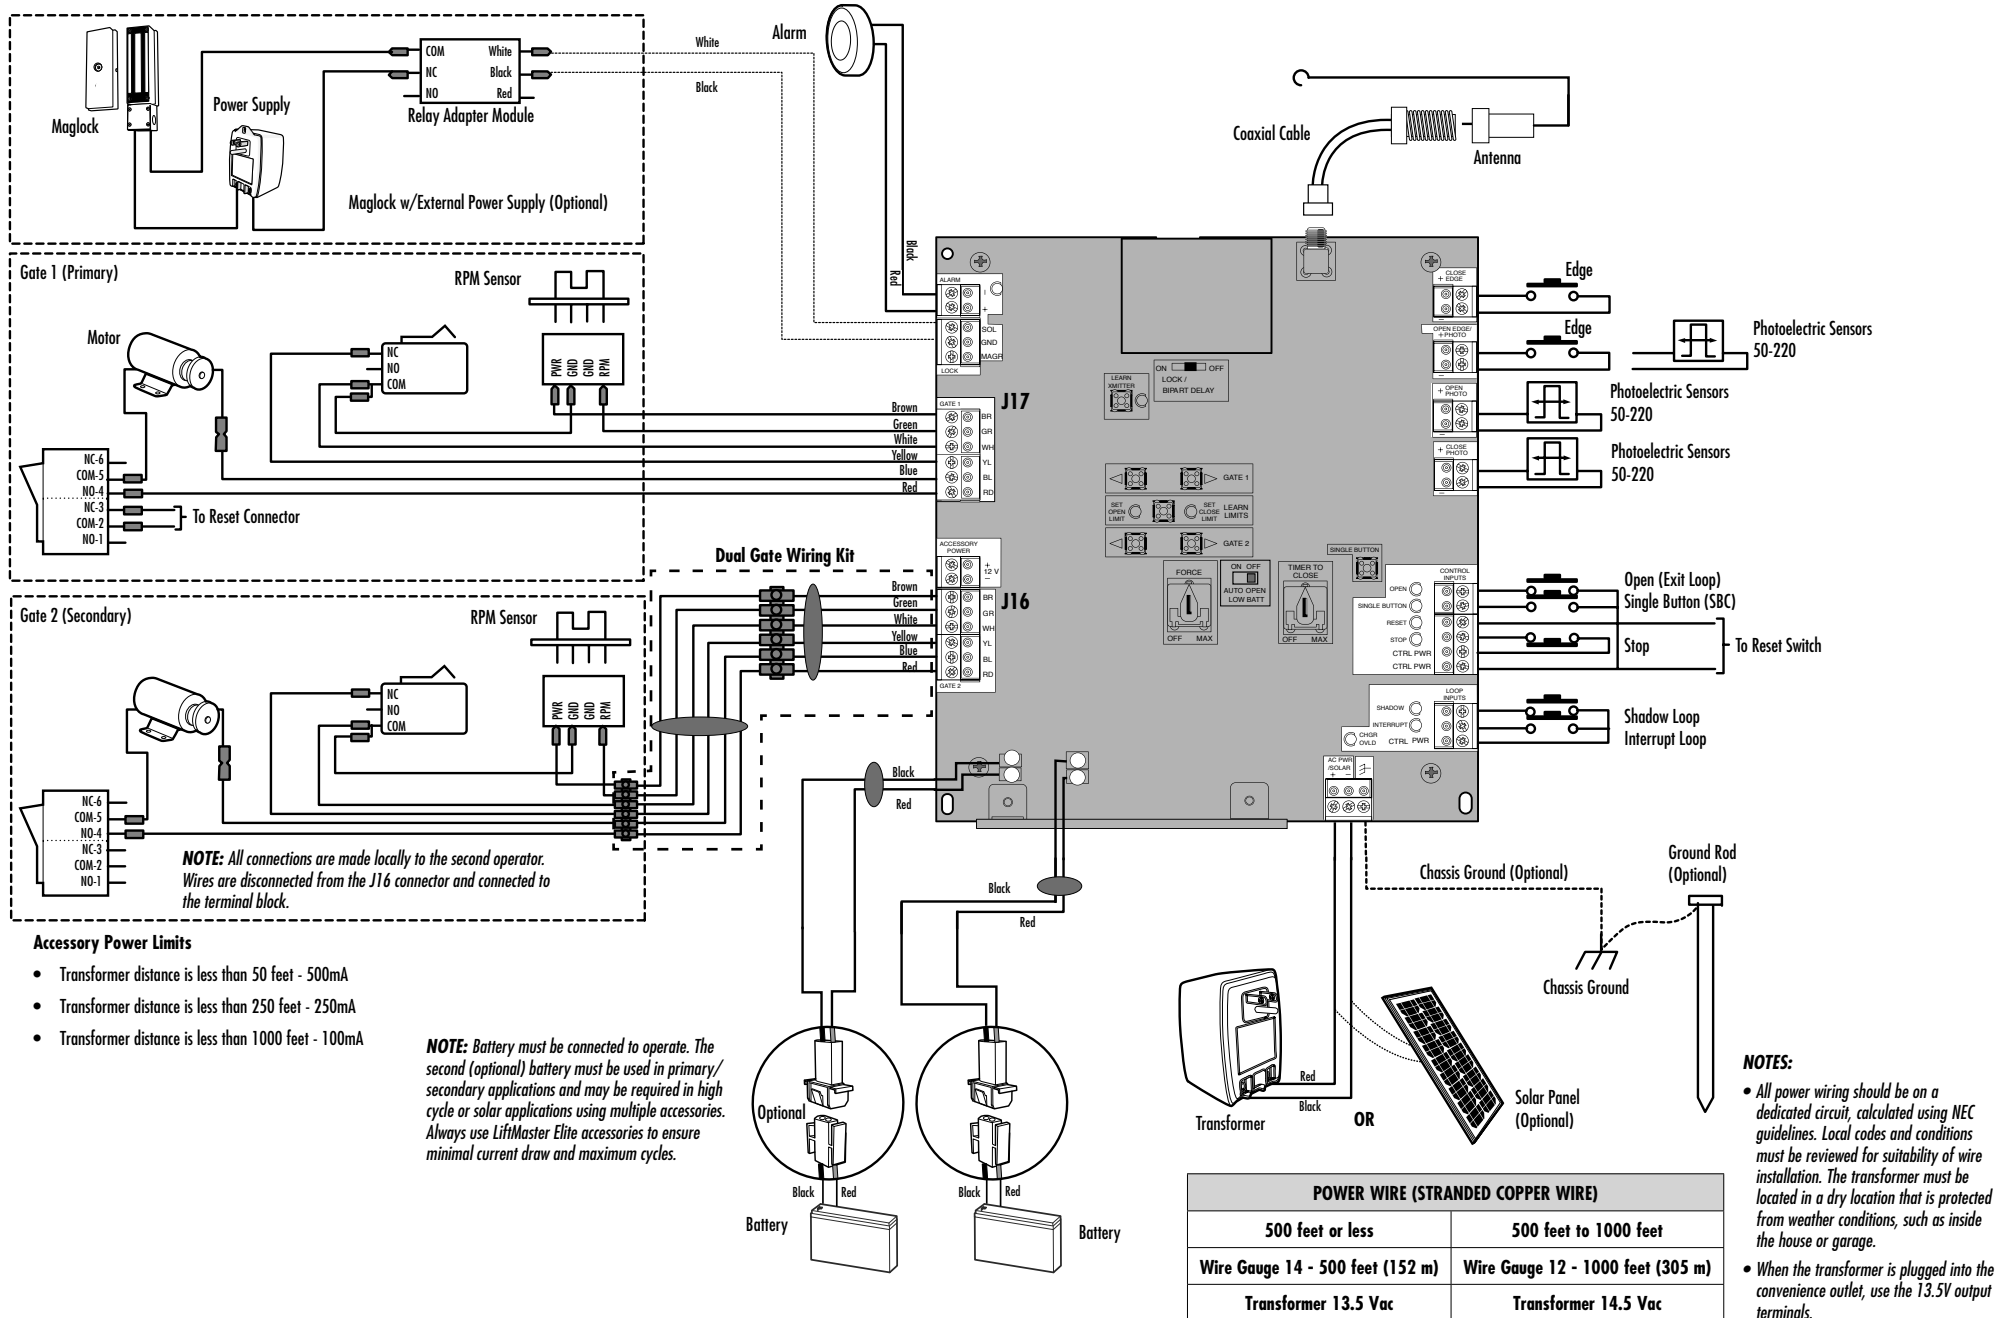 Maglock
Power Supply
COM
NC
NO
White
Black
Red
Relay Adapter Module
Maglock w/External Power Supply (Optional)
White
Black
Alarm
Black
Red
Coaxial Cable
Antenna
Gate 1 (Primary)
Motor
RPM Sensor
NC
NO
COM
PWR
GND
GND
RPM
NC-6
COM-5
NO-4
NC-3
COM-2
NO-1
To Reset Connector
Brown
Green
White
Yellow
Blue
Red
Gate 2 (Secondary)
RPM Sensor
NC
NO
COM
PWR
GND
GND
RPM
NC-6
COM-5
NO-4
NC-3
COM-2
NO-1
NOTE: All connections are made locally to the second operator.
Wires are disconnected from the J16 connector and connected to
the terminal block.
Dual Gate Wiring Kit
Brown
Green
White
Yellow
Blue
Red
ALARM
-
+
SOL
GND
MAGR
LOCK
J17
GATE 1
BR
GR
WH
YL
BL
RD
ACCESSORY
POWER
+
12 V
–
J16
BR
GR
WH
YL
BL
RD
GATE 2
LEARN
XMITTER
ON OFF
LOCK /
BIPART DELAY
GATE 1
SET
OPEN
LIMIT
SET
CLOSE
LIMIT
LEARN
LIMITS
GATE 2
FORCE
OFF MAX
ON OFF
AUTO OPEN
LOW BATT
TIMER TO
CLOSE
OFF MAX
SINGLE BUTTON
CLOSE
+ EDGE
–
OPEN EDGE/
+ PHOTO
–
+ OPEN
PHOTO
–
+ CLOSE
PHOTO
–
CONTROL
INPUTS
OPEN
SINGLE BUTTON
RESET
STOP
CTRL PWR
CTRL PWR
LOOP
INPUTS
SHADOW
INTERRUPT
CHGR
OVLD
CTRL PWR
AC PWR
/SOLAR
+ –
Edge
Edge
Photoelectric Sensors
50-220
Photoelectric Sensors
50-220
Photoelectric Sensors
50-220
Open (Exit Loop)
Single Button (SBC)
Stop
To Reset Switch
Shadow Loop
Interrupt Loop
Black
Red
Black
Red
Chassis Ground (Optional)
Ground Rod
(Optional)
Chassis Ground
Accessory Power Limits
• Transformer distance is less than 50 feet - 500mA
• Transformer distance is less than 250 feet - 250mA
• Transformer distance is less than 1000 feet - 100mA
NOTE: Battery must be connected to operate. The
second (optional) battery must be used in primary/
secondary applications and may be required in high
cycle or solar applications using multiple accessories.
Always use LiftMaster Elite accessories to ensure
minimal current draw and maximum cycles.
Optional
Black Red
Battery
Black Red
Battery
Red
Black
Transformer
OR
Solar Panel
(Optional)
POWER WIRE (STRANDED COPPER WIRE)
500 feet or less 500 feet to 1000 feet
Wire Gauge 14 - 500 feet (152 m) Wire Gauge 12 - 1000 feet (305 m)
Transformer 13.5 Vac Transformer 14.5 Vac
NOTES:
• All power wiring should be on a
dedicated circuit, calculated using NEC
guidelines. Local codes and conditions
must be reviewed for suitability of wire
installation. The transformer must be
located in a dry location that is protected
from weather conditions, such as inside
the house or garage.
• When the transformer is plugged into the
convenience outlet, use the 13.5V output
terminals.